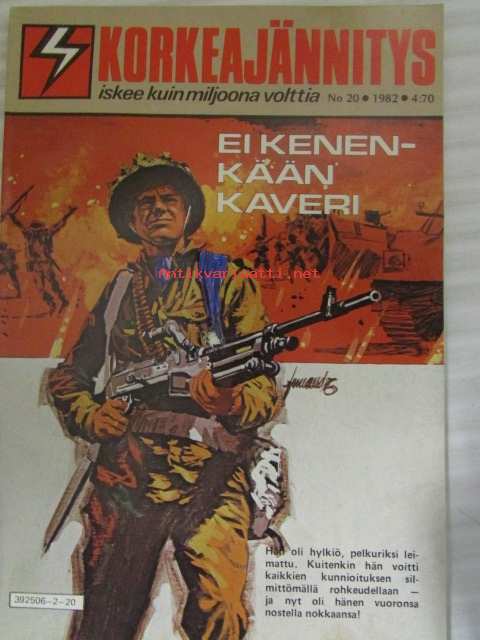 KORKEAJÄNNITYS
iskee kuin miljoona volttia No 20 • 1982 • 4:70
EI KENEN-
KÄÄN
KAVERI
Antikvariaatti.net
Hän oli hylkiö, pelkuriksi lei-
mattu. Kuitenkin hän voitti
kaikkien kunnioituksen sil-
mittömällä rohkeudellaan —
ja nyt oli hänen vuoronsa
nostella nokkaansa!
392506-2-20